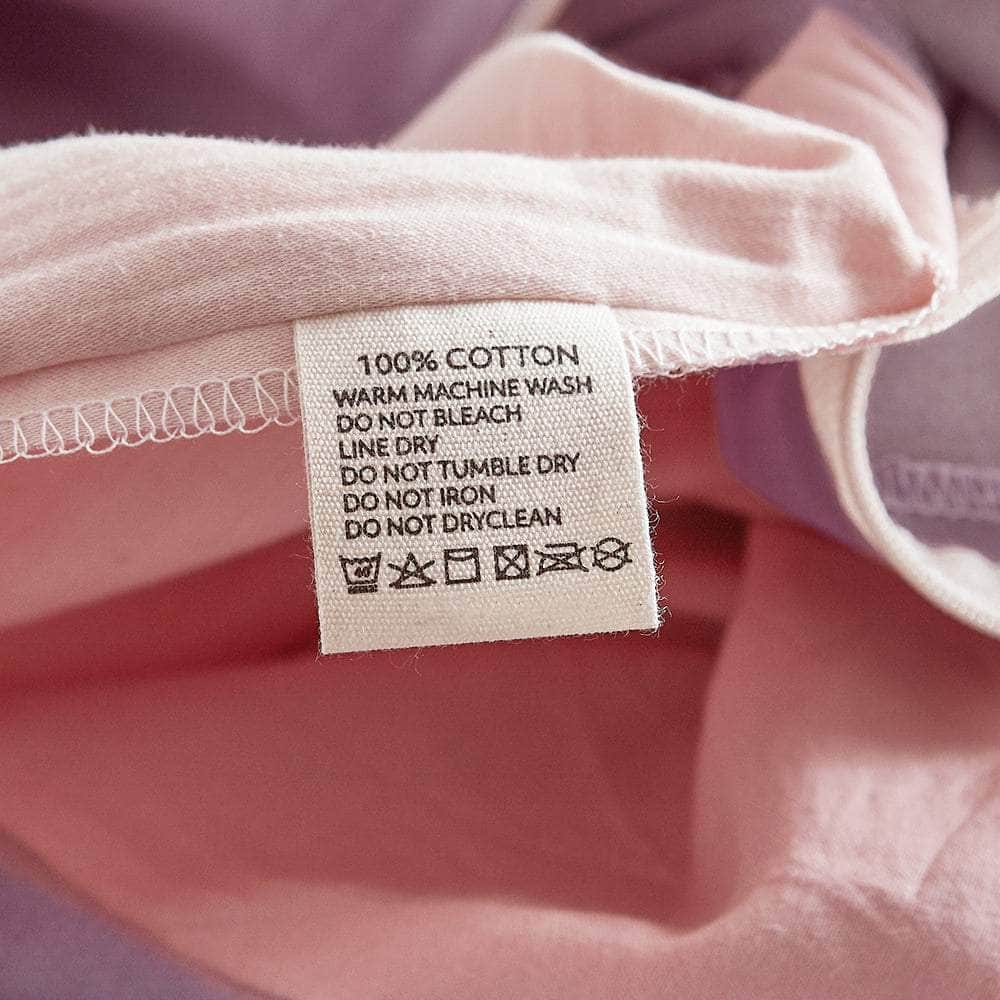 100% COTTON
WARM MACHINE WASH
DO NOT BLEACH
LINE DRY
DO NOT TUMBLE DRY
DO NOT IRON
DO NOT DRYCLEAN
40°